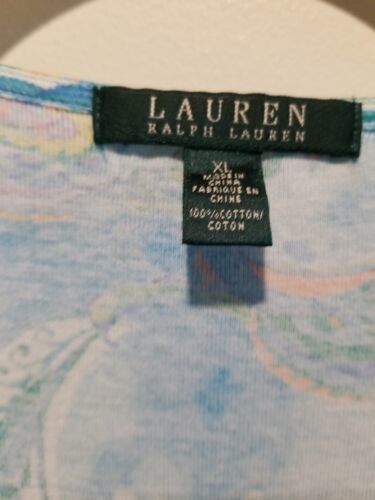 LAUREN
RALPH LAUREN
XL
MADE IN
CHINA
FABRIQUE EN
CHINE
100%COTTON/
COTON